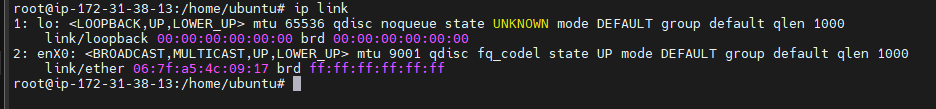 root@ip-172-31-38-13:/home/ubuntu# ip link
1: lo: <LOOPBACK,UP,LOWER_UP> mtu 65536 qdisc noqueue state UNKNOWN mode DEFAULT group default qlen 1000
    link/loopback 00:00:00:00:00:00 brd 00:00:00:00:00:00
2: enX0: <BROADCAST,MULTICAST,UP,LOWER_UP> mtu 9001 qdisc fq_codel state UP mode DEFAULT group default qlen 1000
    link/ether 06:7f:a5:4c:09:17 brd ff:ff:ff:ff:ff:ff
root@ip-172-31-38-13:/home/ubuntu#